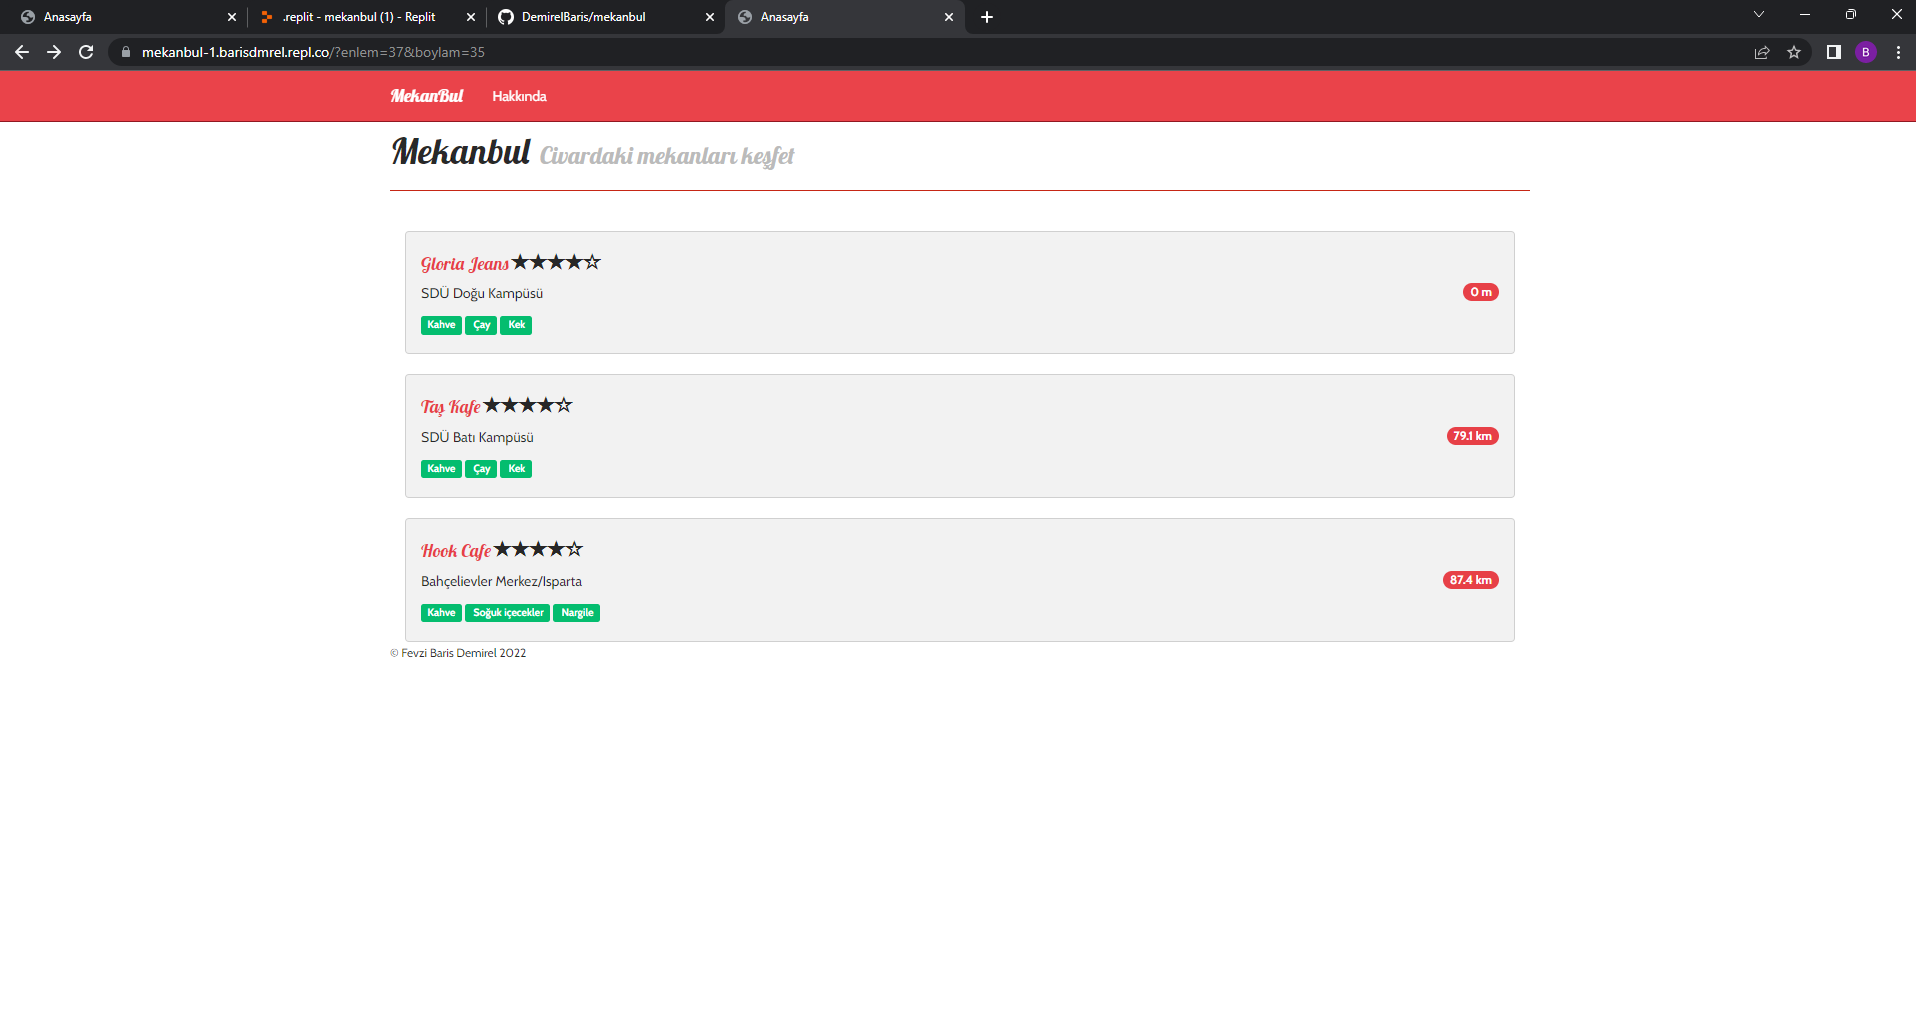 Anasayfa
.replit - mekanbul (1) - Replit
DemirelBaris/mekanbul
Anasayfa
mekanbul-1.barisdmrel.repl.co/?enlem=37&boylam=35
B
MekanBul Hakkında
Mekanbul Civardaki mekanları keşfet
Gloria Jeans ★★★★☆
SDÜ Doğu Kampüsü
0 m
Kahve Çay Kek
Taş Kafe ★★★★☆
SDÜ Batı Kampüsü
79.1 km
Kahve Çay Kek
Hook Cafe ★★★★☆
Bahçelievler Merkez/Isparta
87.4 km
Kahve Soğuk içecekler Nargile
© Fevzi Baris Demirel 2022